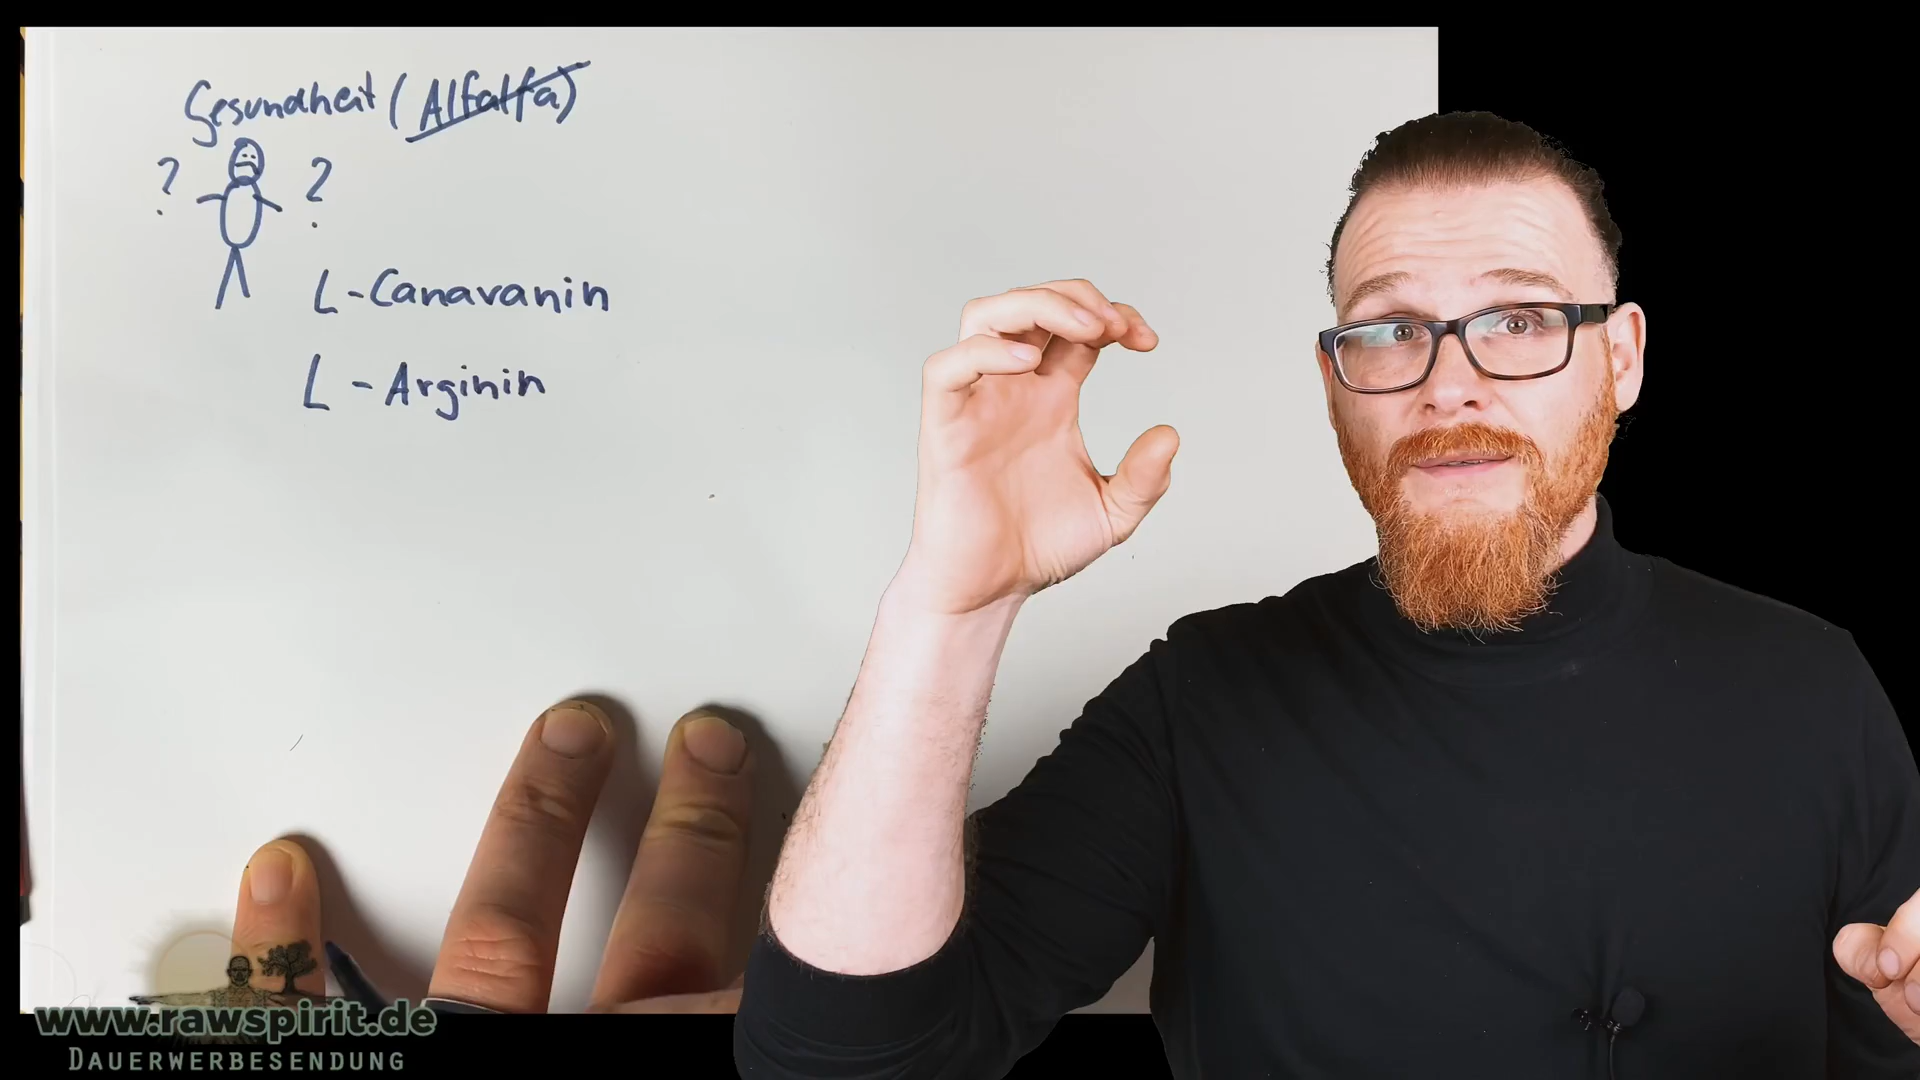 Gesundheit (Alfalfa)
? ?
L-Canavanin
L-Arginin
www.rawspirit.de
DAUERWERBESENDUNG